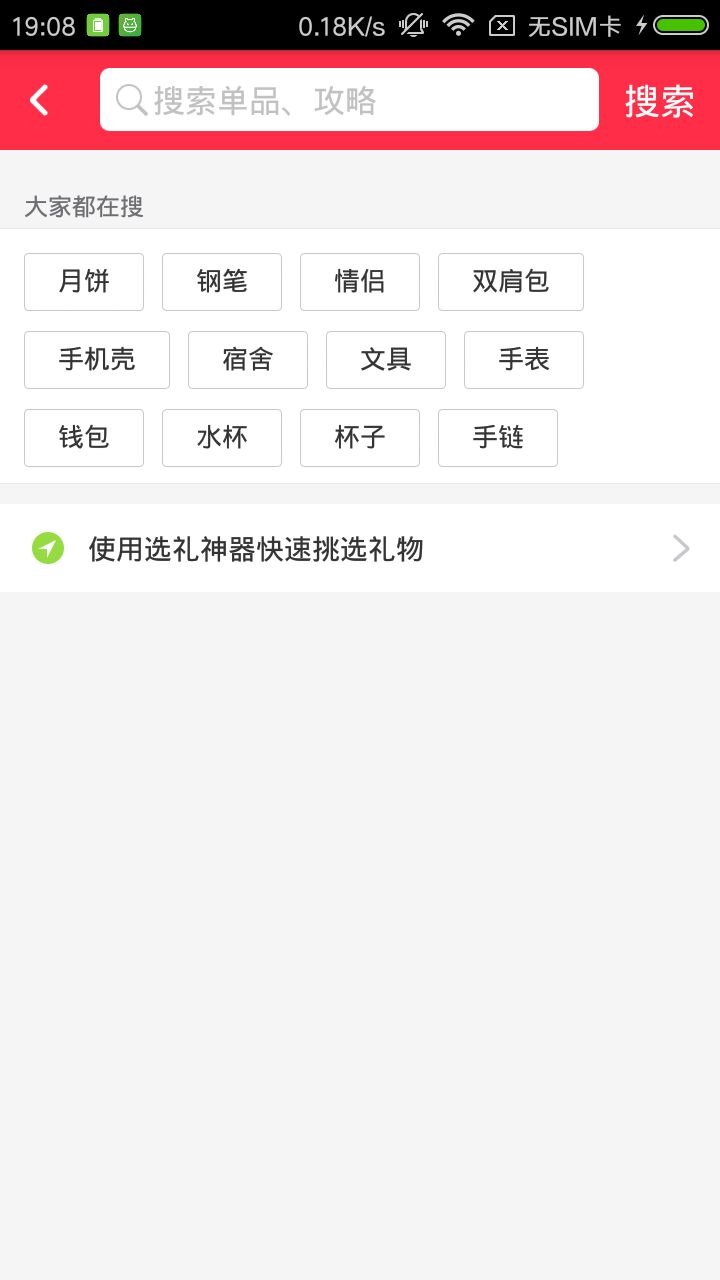 19:08 0.18K/s 无SIM卡
搜索单品、攻略 搜索
大家都在搜
月饼 钢笔 情侣 双肩包
手机壳 宿舍 文具 手表
钱包 水杯 杯子 手链
使用选礼神器快速挑选礼物